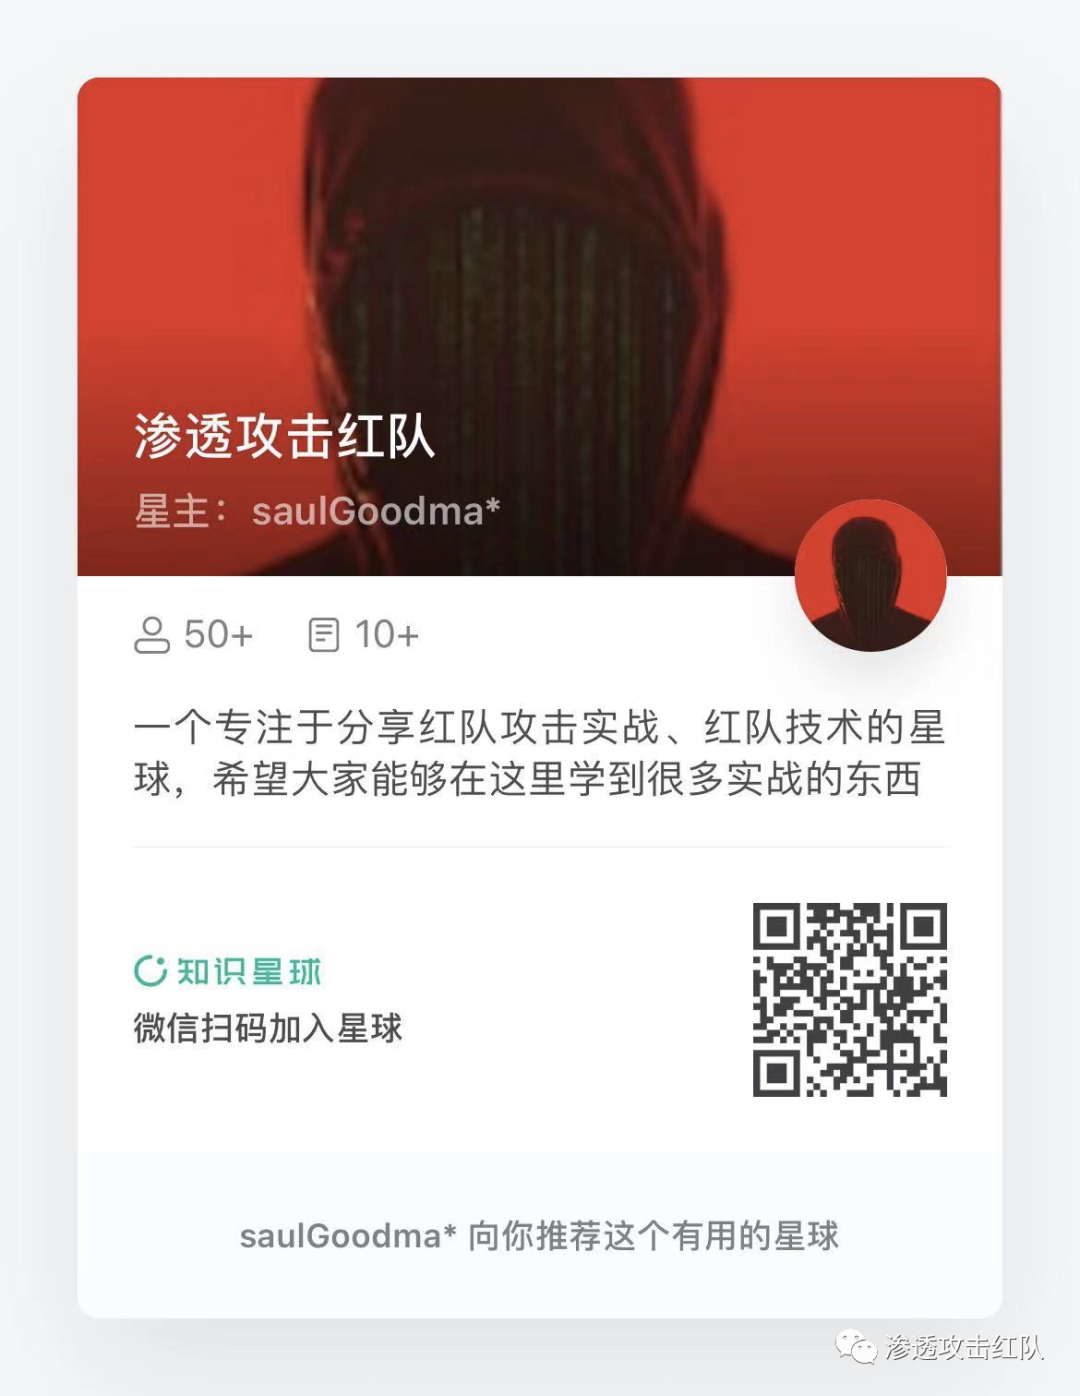 渗透攻击红队
星主：saulGoodma*
50+ 10+
一个专注于分享红队攻击实战、红队技术的星
球，希望大家能够在这里学到很多实战的东西
知识星球
微信扫码加入星球
saulGoodma* 向你推荐这个有用的星球
渗透攻击红队